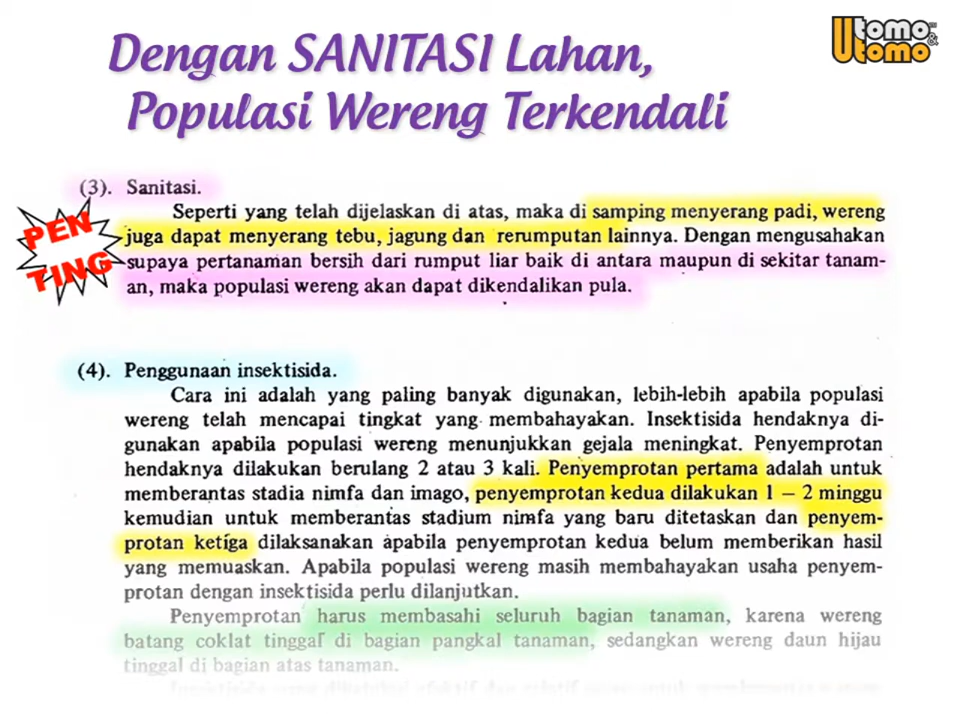 Utomo & Utomo
Dengan SANITASI Lahan,
Populasi Wereng Terkendali
(3). Sanitasi.
PENTING
Seperti yang telah dijelaskan di atas, maka di samping menyerang padi, wereng
juga dapat menyerang tebu, jagung dan rerumputan lainnya. Dengan mengusahakan
supaya pertanaman bersih dari rumput liar baik di antara maupun di sekitar tanam-
an, maka populasi wereng akan dapat dikendalikan pula.
(4). Penggunaan insektisida.
Cara ini adalah yang paling banyak digunakan, lebih-lebih apabila populasi
wereng telah mencapai tingkat yang membahayakan. Insektisida hendaknya di-
gunakan apabila populasi wereng menunjukkan gejala meningkat. Penyemprotan
hendaknya dilakukan berulang 2 atau 3 kali. Penyemprotan pertama adalah untuk
memberantas stadia nimfa dan imago, penyemprotan kedua dilakukan 1 – 2 minggu
kemudian untuk memberantas stadium nimfa yang baru ditetaskan dan penyem-
protan ketiga dilaksanakan apabila penyemprotan kedua belum memberikan hasil
yang memuaskan. Apabila populasi wereng masih membahayakan usaha penyem-
protan dengan insektisida perlu dilanjutkan.
Penyemprotan harus membasahi seluruh bagian tanaman, karena wereng
batang coklat tinggal di bagian pangkal tanaman, sedangkan wereng daun hijau
tinggal di bagian atas tanaman.